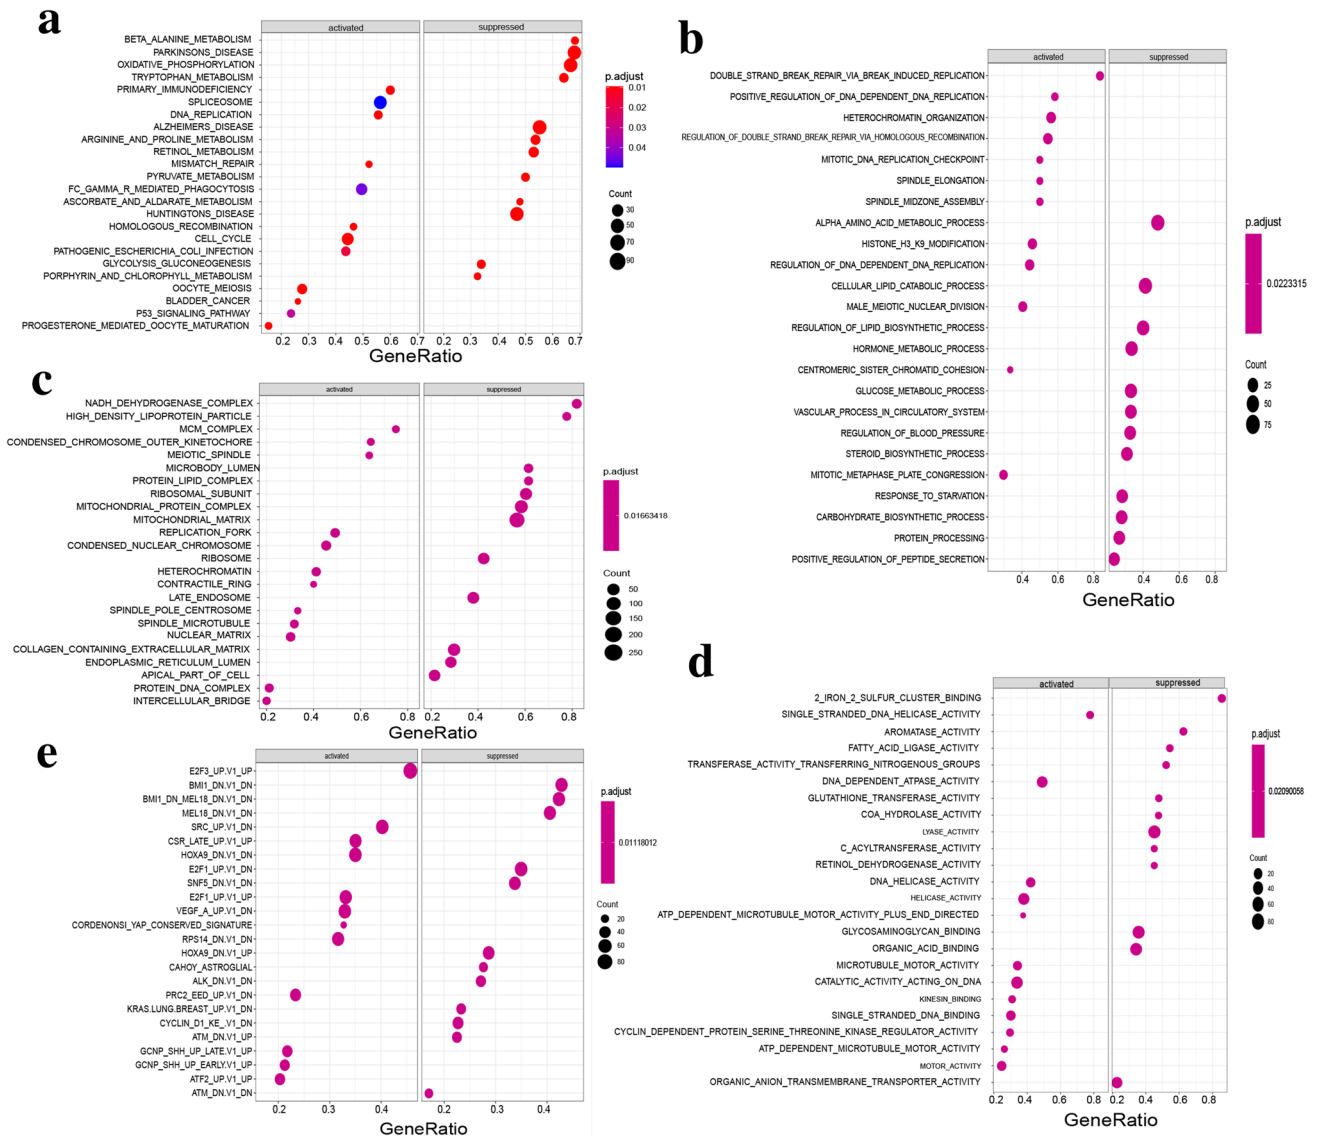 a
activated
suppressed
BETA_ALANINE_METABOLISM
PARKINSONS_DISEASE
OXIDATIVE_PHOSPHORYLATION
TRYPTOPHAN_METABOLISM
PRIMARY_IMMUNODEFICIENCY
SPLICEOSOME
DNA_REPLICATION
ALZHEIMERS_DISEASE
ARGININE_AND_PROLINE_METABOLISM
RETINOL_METABOLISM
MISMATCH_REPAIR
PYRUVATE_METABOLISM
FC_GAMMA_R_MEDIATED_PHAGOCYTOSIS
ASCORBATE_AND_ALDARATE_METABOLISM
HUNTINGTONS_DISEASE
HOMOLOGOUS_RECOMBINATION
CELL_CYCLE
PATHOGENIC_ESCHERICHIA_COLI_INFECTION
GLYCOLYSIS_GLUCONEOGENESIS
PORPHYRIN_AND_CHLOROPHYLL_METABOLISM
OOCYTE_MEIOSIS
BLADDER_CANCER
P53_SIGNALING_PATHWAY
PROGESTERONE_MEDIATED_OOCYTE_MATURATION
0.2 0.3 0.4 0.5 0.6 0.7 0.2 0.3 0.4 0.5 0.6 0.7
GeneRatio
p.adjust
0.01
0.02
0.03
0.04
Count
30
50
70
90
b
activated
suppressed
DOUBLE_STRAND_BREAK_REPAIR_VIA_BREAK_INDUCED_REPLICATION
POSITIVE_REGULATION_OF_DNA_DEPENDENT_DNA_REPLICATION
HETEROCHROMATIN_ORGANIZATION
REGULATION_OF_DOUBLE_STRAND_BREAK_REPAIR_VIA_HOMOLOGOUS_RECOMBINATION
MITOTIC_DNA_REPLICATION_CHECKPOINT
SPINDLE_ELONGATION
SPINDLE_MIDZONE_ASSEMBLY
ALPHA_AMINO_ACID_METABOLIC_PROCESS
HISTONE_H3_K9_MODIFICATION
REGULATION_OF_DNA_DEPENDENT_DNA_REPLICATION
CELLULAR_LIPID_CATABOLIC_PROCESS
MALE_MEIOTIC_NUCLEAR_DIVISION
REGULATION_OF_LIPID_BIOSYNTHETIC_PROCESS
HORMONE_METABOLIC_PROCESS
CENTROMERIC_SISTER_CHROMATID_COHESION
GLUCOSE_METABOLIC_PROCESS
VASCULAR_PROCESS_IN_CIRCULATORY_SYSTEM
REGULATION_OF_BLOOD_PRESSURE
STEROID_BIOSYNTHETIC_PROCESS
MITOTIC_METAPHASE_PLATE_CONGRESSION
RESPONSE_TO_STARVATION
CARBOHYDRATE_BIOSYNTHETIC_PROCESS
PROTEIN_PROCESSING
POSITIVE_REGULATION_OF_PEPTIDE_SECRETION
0.4 0.6 0.8 0.4 0.6 0.8
GeneRatio
p.adjust
0.0223315
Count
25
50
75
c
activated
suppressed
NADH_DEHYDROGENASE_COMPLEX
HIGH_DENSITY_LIPOPROTEIN_PARTICLE
MCM_COMPLEX
CONDENSED_CHROMOSOME_OUTER_KINETOCHORE
MEIOTIC_SPINDLE
MICROBODY_LUMEN
PROTEIN_LIPID_COMPLEX
RIBOSOMAL_SUBUNIT
MITOCHONDRIAL_PROTEIN_COMPLEX
MITOCHONDRIAL_MATRIX
REPLICATION_FORK
CONDENSED_NUCLEAR_CHROMOSOME
RIBOSOME
HETEROCHROMATIN
CONTRACTILE_RING
LATE_ENDOSOME
SPINDLE_POLE_CENTROSOME
SPINDLE_MICROTUBULE
NUCLEAR_MATRIX
COLLAGEN_CONTAINING_EXTRACELLULAR_MATRIX
ENDOPLASMIC_RETICULUM_LUMEN
APICAL_PART_OF_CELL
PROTEIN_DNA_COMPLEX
INTERCELLULAR_BRIDGE
0.2 0.4 0.6 0.8 0.2 0.4 0.6 0.8
GeneRatio
p.adjust
0.01663418
Count
50
100
150
200
250
d
activated
suppressed
2_IRON_2_SULFUR_CLUSTER_BINDING
SINGLE_STRANDED_DNA_HELICASE_ACTIVITY
AROMATASE_ACTIVITY
FATTY_ACID_LIGASE_ACTIVITY
TRANSFERASE_ACTIVITY_TRANSFERRING_NITROGENOUS_GROUPS
DNA_DEPENDENT_ATPASE_ACTIVITY
GLUTATHIONE_TRANSFERASE_ACTIVITY
COA_HYDROLASE_ACTIVITY
LYASE_ACTIVITY
C_ACYLTRANSFERASE_ACTIVITY
RETINOL_DEHYDROGENASE_ACTIVITY
DNA_HELICASE_ACTIVITY
HELICASE_ACTIVITY
ATP_DEPENDENT_MICROTUBULE_MOTOR_ACTIVITY_PLUS_END_DIRECTED
GLYCOSAMINOGLYCAN_BINDING
ORGANIC_ACID_BINDING
MICROTUBULE_MOTOR_ACTIVITY
CATALYTIC_ACTIVITY_ACTING_ON_DNA
KINESIN_BINDING
SINGLE_STRANDED_DNA_BINDING
CYCLIN_DEPENDENT_PROTEIN_SERINE_THREONINE_KINASE_REGULATOR_ACTIVITY
ATP_DEPENDENT_MICROTUBULE_MOTOR_ACTIVITY
MOTOR_ACTIVITY
ORGANIC_ANION_TRANSMEMBRANE_TRANSPORTER_ACTIVITY
0.2 0.4 0.6 0.8 0.2 0.4 0.6 0.8
GeneRatio
p.adjust
0.02090058
Count
20
40
60
80
e
activated
suppressed
E2F3_UP.V1_UP
BMI1_DN.V1_DN
BMI1_DN_MEL18_DN.V1_DN
MEL18_DN.V1_DN
SRC_UP.V1_DN
CSR_LATE_UP.V1_UP
HOXA9_DN.V1_DN
E2F1_UP.V1_DN
SNF5_DN.V1_DN
E2F1_UP.V1_UP
VEGF_A_UP.V1_DN
CORDENONSI_YAP_CONSERVED_SIGNATURE
RPS14_DN.V1_DN
HOXA9_DN.V1_UP
CAHOY_ASTROGLIAL
ALK_DN.V1_DN
PRC2_EED_UP.V1_DN
KRAS.LUNG.BREAST_UP.V1_DN
CYCLIN_D1_KE_.V1_DN
ATM_DN.V1_UP
GCNP_SHH_UP_LATE.V1_UP
GCNP_SHH_UP_EARLY.V1_UP
ATF2_UP.V1_UP
ATM_DN.V1_DN
0.2 0.3 0.4 0.2 0.3 0.4
GeneRatio
p.adjust
0.01118012
Count
20
40
60
80